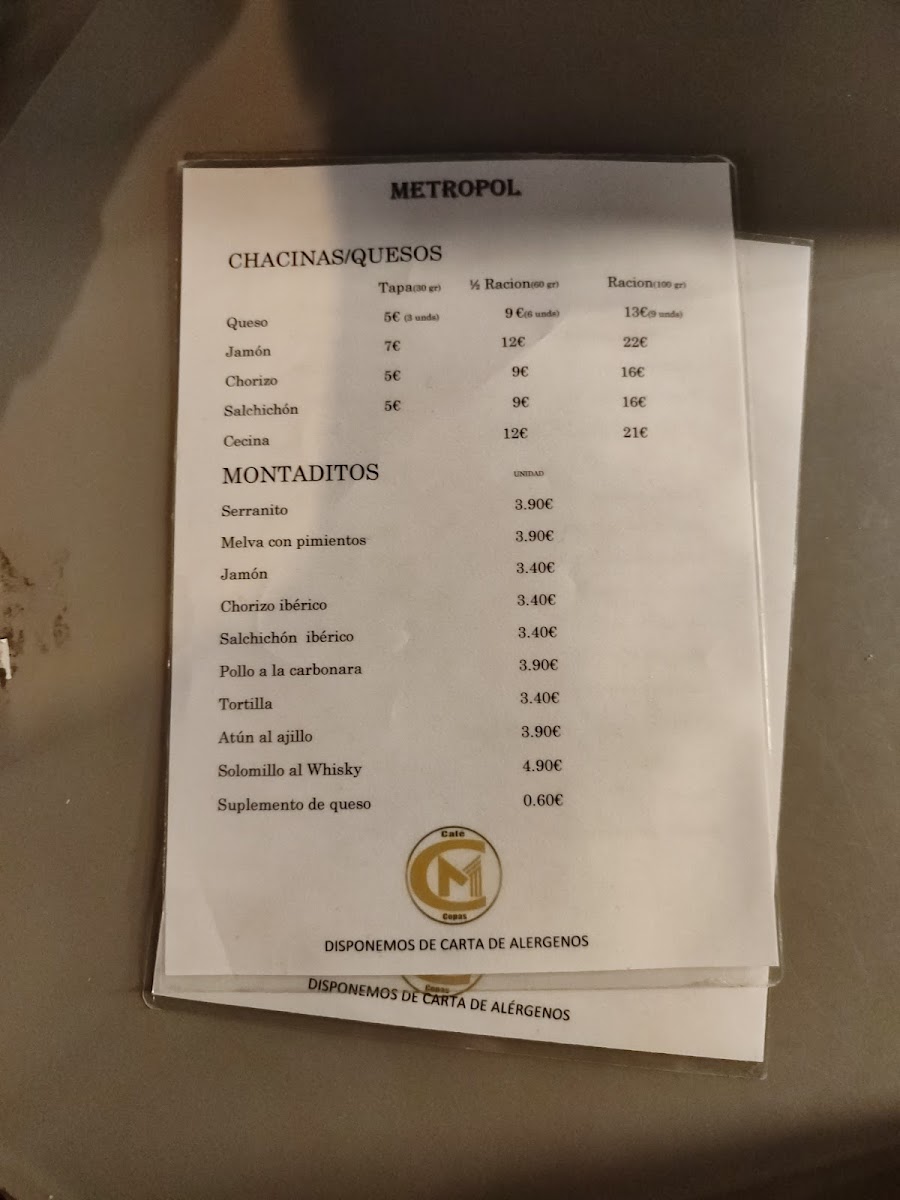 METROPOL
CHACINAS/QUESOS
Tapa(30 gr) ½ Racion(60 gr) Racion(100 gr)
Queso 5€ (3 unds) 9 €(6 unds) 13€(9 unds)
Jamón 7€ 12€ 22€
Chorizo 5€ 9€ 16€
Salchichón 5€ 9€ 16€
Cecina 12€ 21€
MONTADITOS UNIDAD
Serranito 3.90€
Melva con pimientos 3.90€
Jamón 3.40€
Chorizo ibérico 3.40€
Salchichón ibérico 3.40€
Pollo a la carbonara 3.90€
Tortilla 3.40€
Atún al ajillo 3.90€
Solomillo al Whisky 4.90€
Suplemento de queso 0.60€
Café
CM
Copas
DISPONEMOS DE CARTA DE ALERGENOS
Copas
DISPONEMOS DE CARTA DE ALÉRGENOS